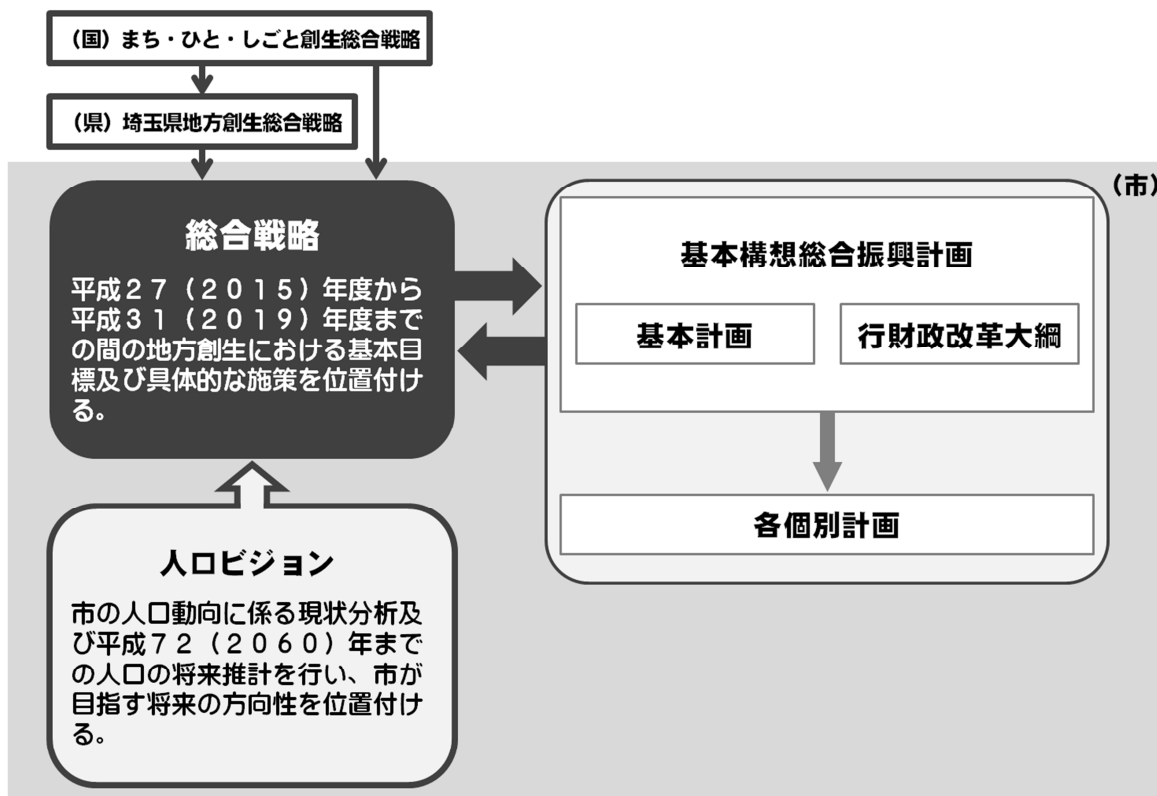 （国）まち・ひと・しごと創生総合戦略
（県）埼玉県地方創生総合戦略
（市）
総合戦略
平成２７（２０１５）年度から
平成３１（２０１９）年度まで
の間の地方創生における基本目
標及び具体的な施策を位置付け
る。
基本構想総合振興計画
基本計画
行財政改革大綱
各個別計画
人口ビジョン
市の人口動向に係る現状分析及
び平成７２（２０６０）年まで
の人口の将来推計を行い、市が
目指す将来の方向性を位置付け
る。